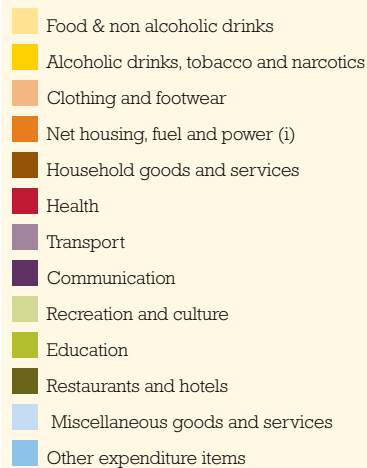 Food & non alcoholic drinks
Alcoholic drinks, tobacco and narcotics
Clothing and footwear
Net housing, fuel and power (i)
Household goods and services
Health
Transport
Communication
Recreation and culture
Education
Restaurants and hotels
Miscellaneous goods and services
Other expenditure items